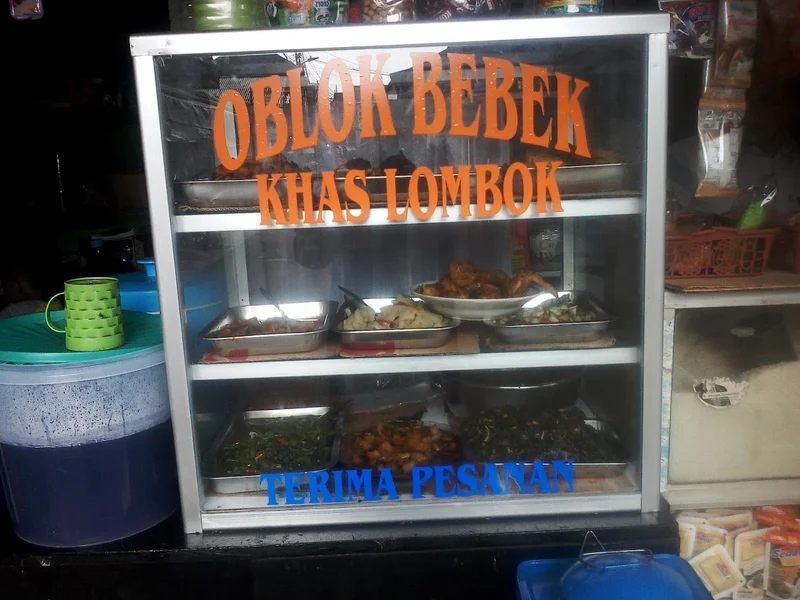 OBLOK BEBEK
KHAS LOMBOK
TERIMA PESANAN